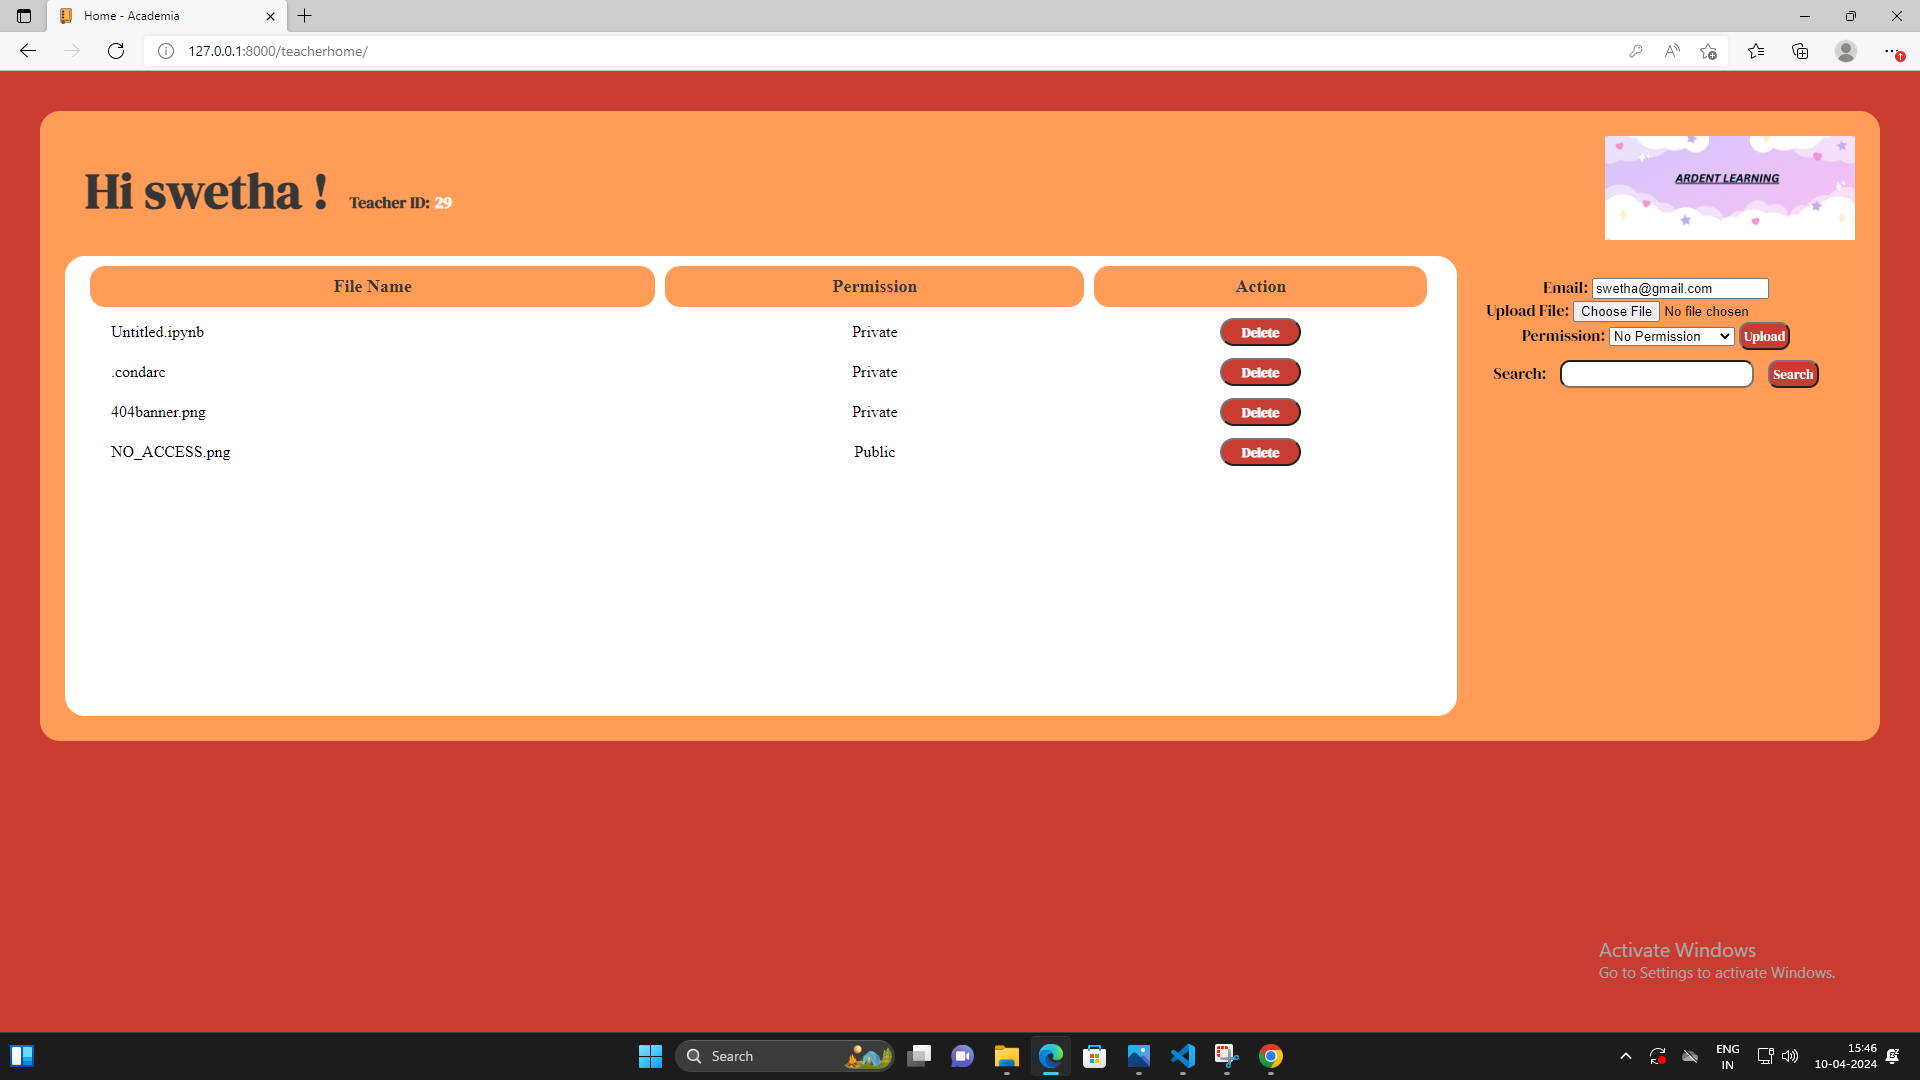 Home - Academia
127.0.0.1:8000/teacherhome/
Hi swetha !
Teacher ID: 29
ARDENT LEARNING
File Name Permission Action
Untitled.ipynb Private Delete
.condarc Private Delete
404banner.png Private Delete
NO_ACCESS.png Public Delete
Email: swetha@gmail.com
Upload File: Choose File No file chosen
Permission: No Permission Upload
Search: Search
Activate Windows
Go to Settings to activate Windows.
Search
ENG
IN
15:46
10-04-2024